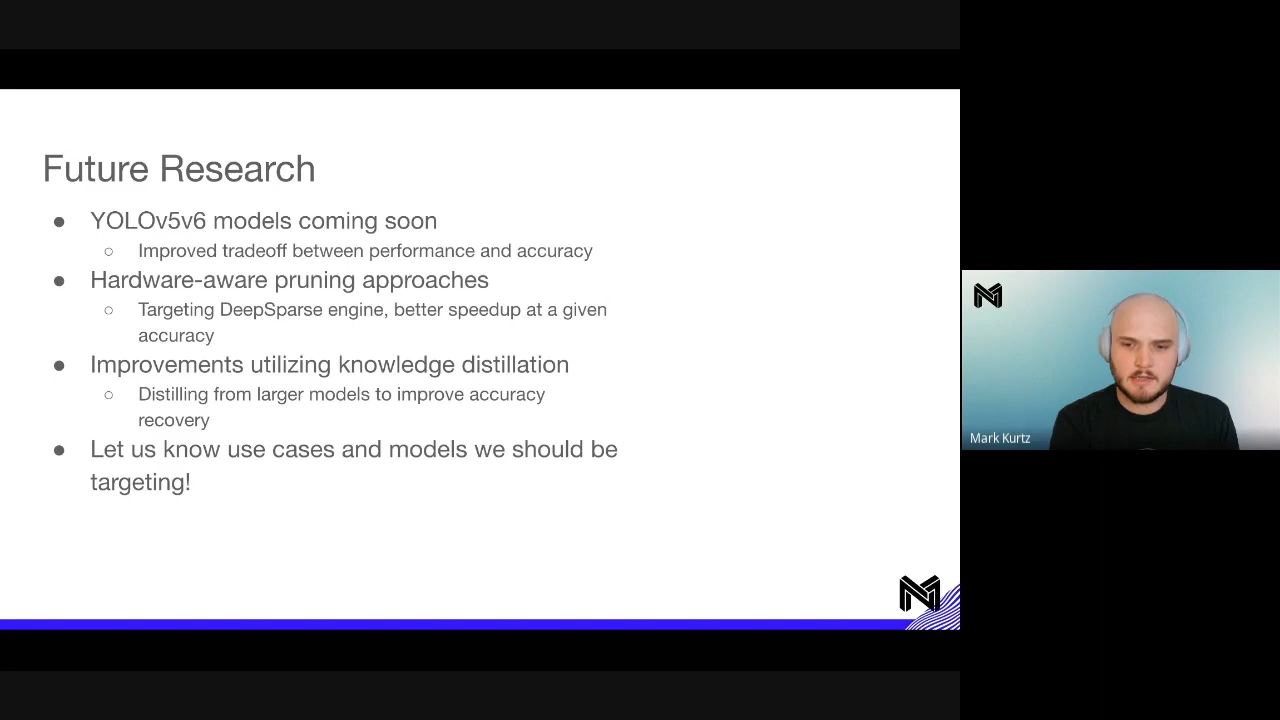 Future Research
● YOLOv5v6 models coming soon
○ Improved tradeoff between performance and accuracy
● Hardware-aware pruning approaches
○ Targeting DeepSparse engine, better speedup at a given
accuracy
● Improvements utilizing knowledge distillation
○ Distilling from larger models to improve accuracy
recovery
● Let us know use cases and models we should be
targeting!
Mark Kurtz